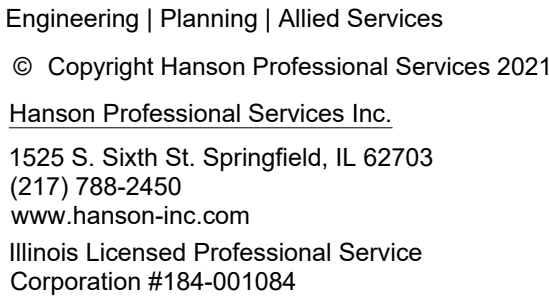 Engineering | Planning | Allied Services
© Copyright Hanson Professional Services 2021
Hanson Professional Services Inc.
1525 S. Sixth St. Springfield, IL 62703
(217) 788-2450
www.hanson-inc.com
Illinois Licensed Professional Service
Corporation #184-001084